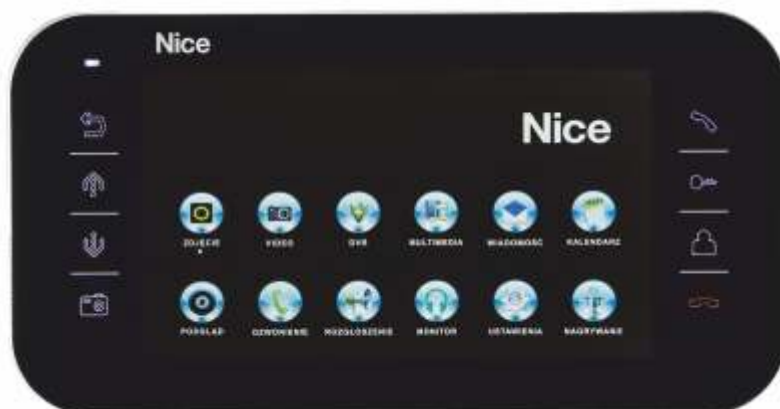 Nice
Nice
ZDJĘCIE VIDEO DVR MULTIMEDIA WIADOMOŚĆ KALENDARZ
PODGLĄD DZWONIENIE ROZGŁOSZENIE MONITOR USTAWIENIA NAGRYWANIE